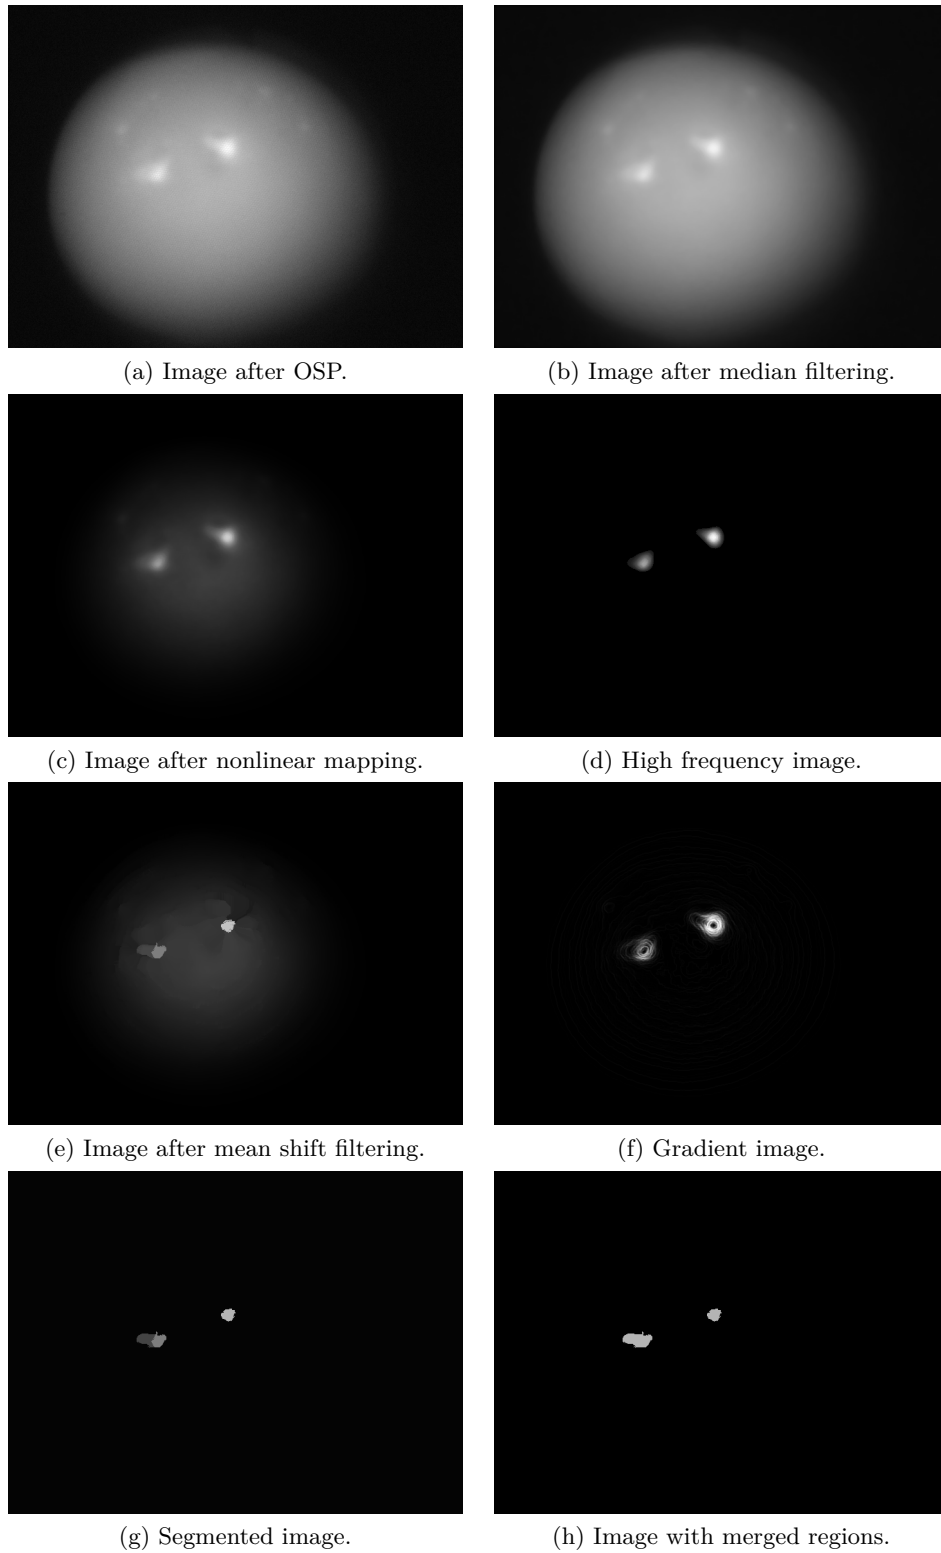 (a) Image after OSP.
(b) Image after median filtering.
(c) Image after nonlinear mapping.
(d) High frequency image.
(e) Image after mean shift filtering.
(f) Gradient image.
(g) Segmented image.
(h) Image with merged regions.